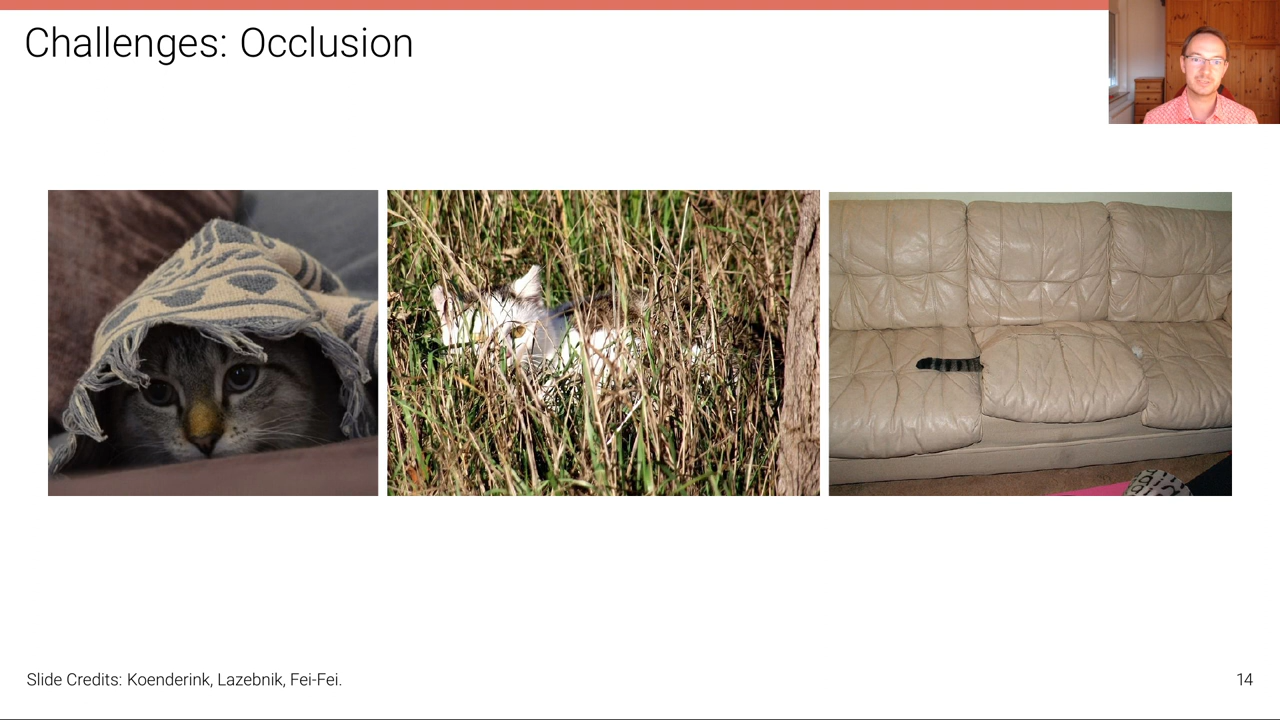 Challenges: Occlusion
Slide Credits: Koenderink, Lazebnik, Fei-Fei.
14